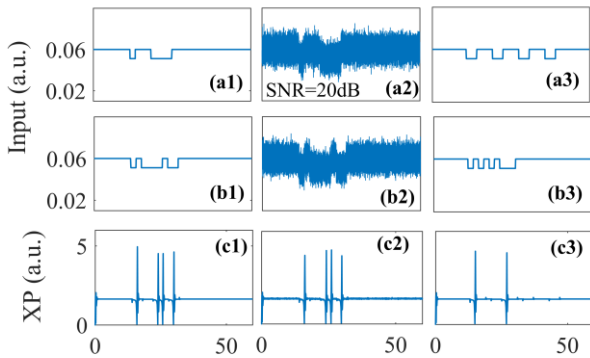 Input (a.u.)
0.06
0.02
(a1)
SNR=20dB
(a2)
(a3)
0.06
0.02
(b1)
(b2)
(b3)
XP (a.u.)
5
0
(c1)
(c2)
(c3)
0 50 0 50 0 50